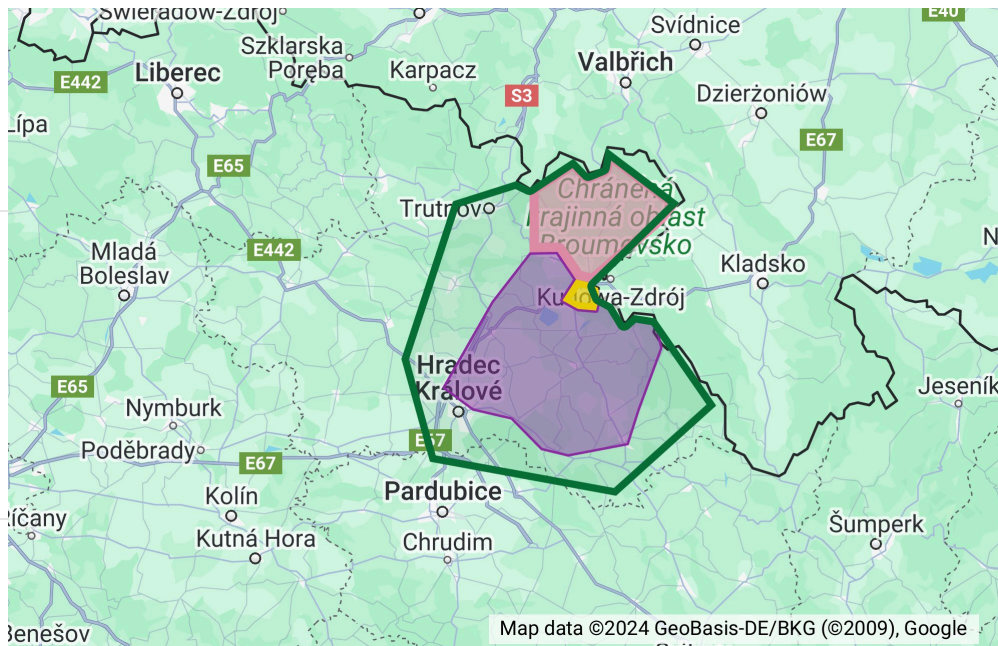 Świeradów-Zdrój
E40
Svídnice
Szklarska
Poręba
Valbřich
Liberec
Karpacz
E442
S3
Dzierżoniów
Lípa
E67
E65
Chráněná
krajinná oblast
Broumovsko
Trutnov
E442
Mladá
Boleslav
Kladsko
Kudowa-Zdrój
Hradec
Králové
E65
Jeseník
Nymburk
E67
Poděbrady
E67
Kolín
Pardubice
Říčany
Šumperk
Kutná Hora
Chrudim
Benešov
Map data ©2024 GeoBasis-DE/BKG (©2009), Google